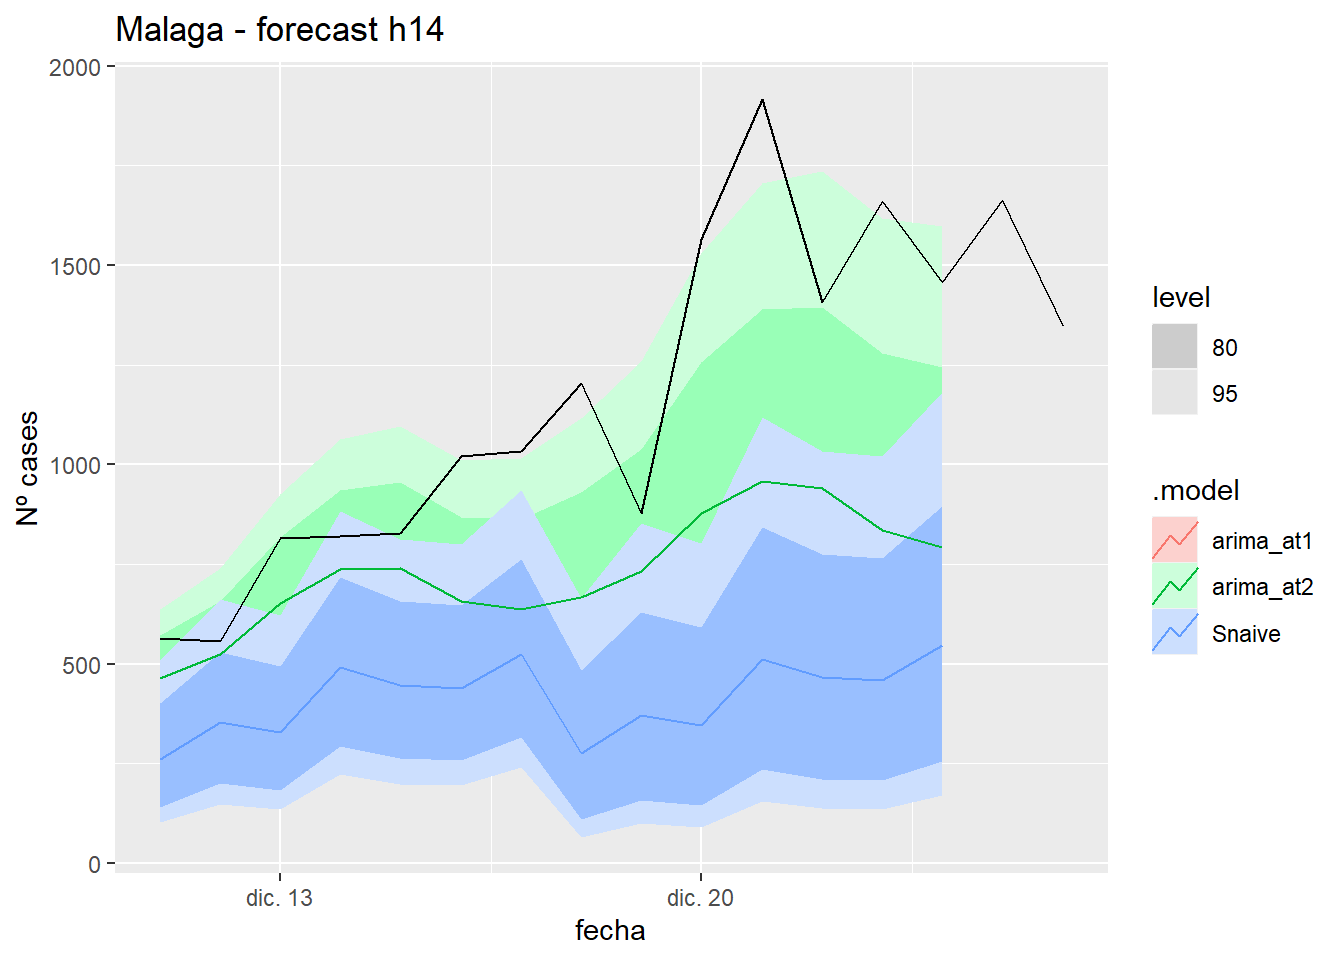 Malaga - forecast h14
2000
1500
1000
500
0
Nº cases
dic. 13
dic. 20
fecha
level
80
95
.model
arima_at1
arima_at2
Snaive